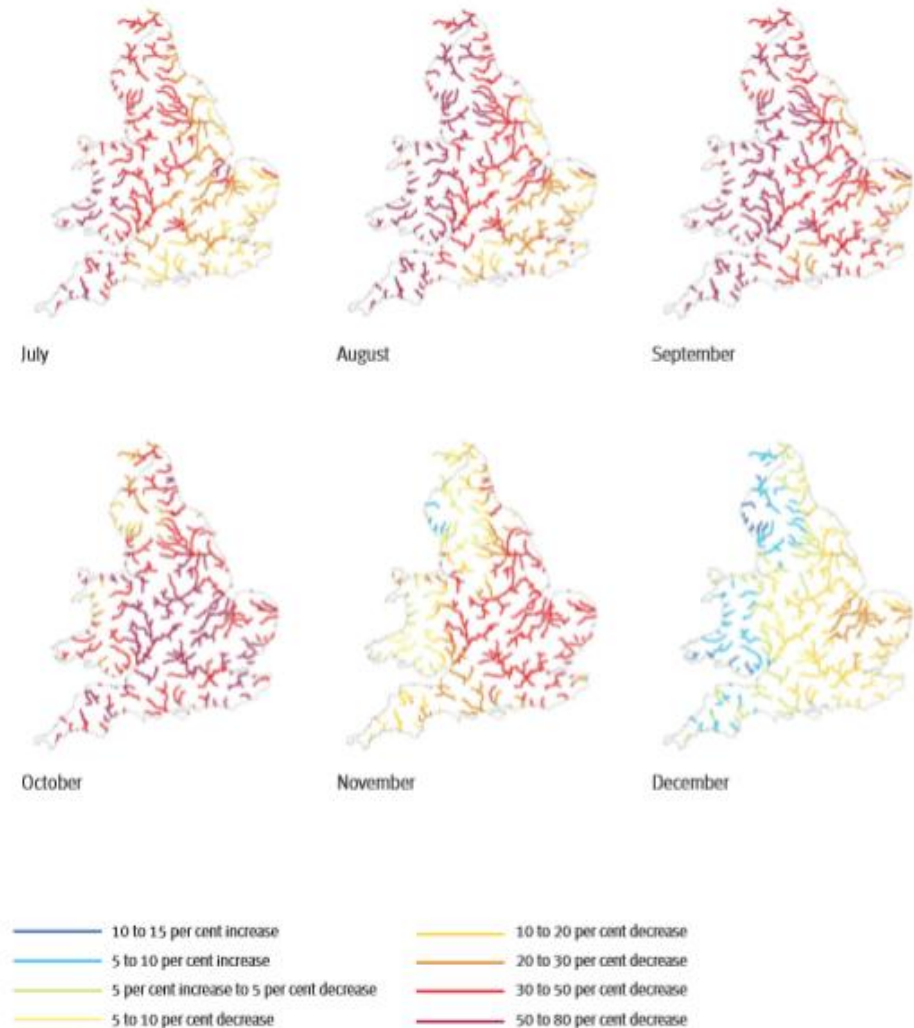 July
August
September
October
November
December
10 to 15 per cent increase
5 to 10 per cent increase
5 per cent increase to 5 per cent decrease
5 to 10 per cent decrease
10 to 20 per cent decrease
20 to 30 per cent decrease
30 to 50 per cent decrease
50 to 80 per cent decrease